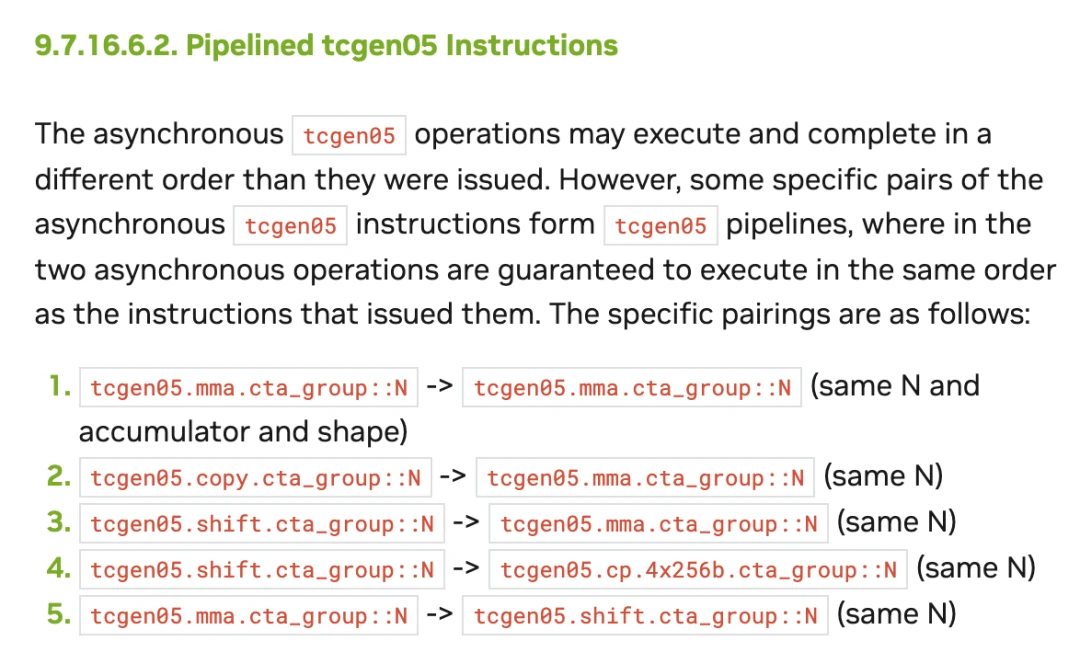 9.7.16.6.2. Pipelined tcgen05 Instructions
The asynchronous tcgen05 operations may execute and complete in a
different order than they were issued. However, some specific pairs of the
asynchronous tcgen05 instructions form tcgen05 pipelines, where in the
two asynchronous operations are guaranteed to execute in the same order
as the instructions that issued them. The specific pairings are as follows:
1. tcgen05.mma.cta_group::N -> tcgen05.mma.cta_group::N (same N and
accumulator and shape)
2. tcgen05.copy.cta_group::N -> tcgen05.mma.cta_group::N (same N)
3. tcgen05.shift.cta_group::N -> tcgen05.mma.cta_group::N (same N)
4. tcgen05.shift.cta_group::N -> tcgen05.cp.4x256b.cta_group::N (same N)
5. tcgen05.mma.cta_group::N -> tcgen05.shift.cta_group::N (same N)